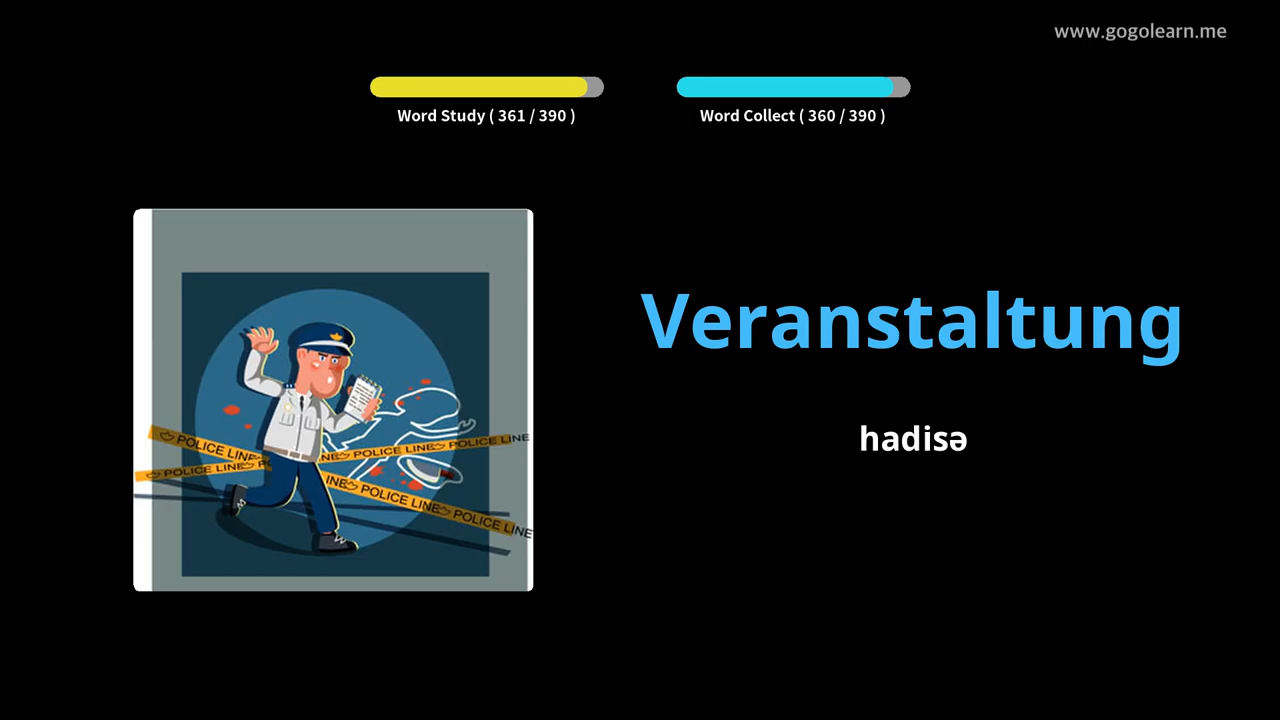 www.gogolearn.me
Word Study ( 361 / 390 )
Word Collect ( 360 / 390 )
Veranstaltung
hadisə
POLICE LINE
POLICE LINE
POLICE LINE
POLICE LINE
INE POLICE LINE POLICE LINE